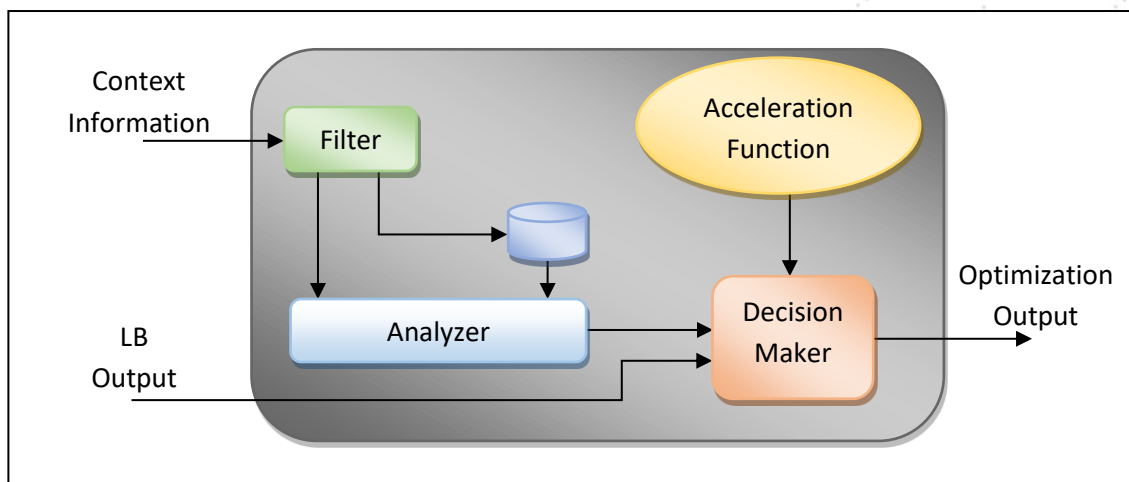 Context
Information
Filter
Acceleration
Function
Analyzer
LB
Output
Decision
Maker
Optimization
Output